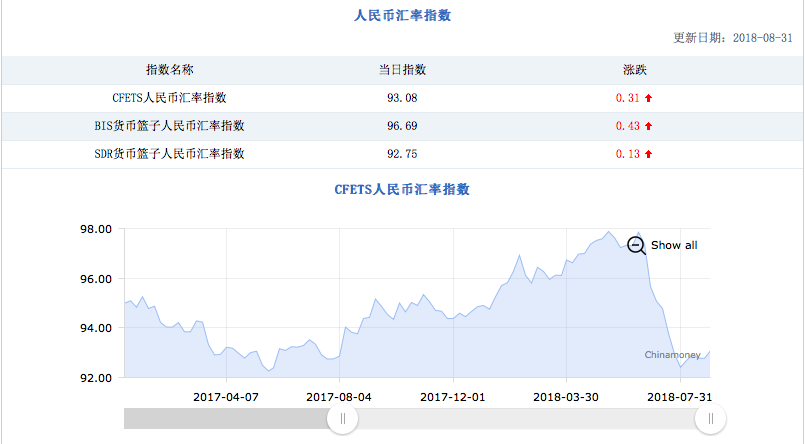 人民币汇率指数
更新日期: 2018-08-31
指数名称 当日指数 涨跌
CFETS人民币汇率指数 93.08 0.31
BIS货币篮子人民币汇率指数 96.69 0.43
SDR货币篮子人民币汇率指数 92.75 0.13
CFETS人民币汇率指数
98.00
Show all
96.00
94.00
Chinamoney
92.00
2017-04-07 2017-08-04 2017-12-01 2018-03-30 2018-07-31